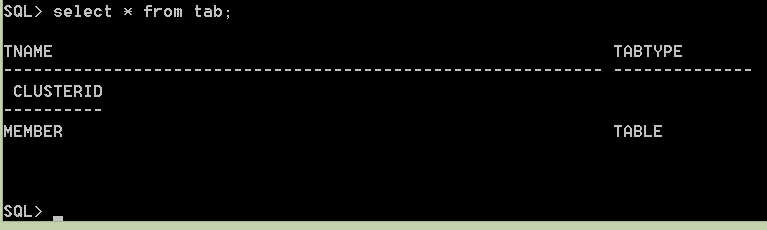 SQL> select * from tab;
TNAME TABTYPE
------------------------------------------------------------ --------------
CLUSTERID
----------
MEMBER TABLE
SQL>